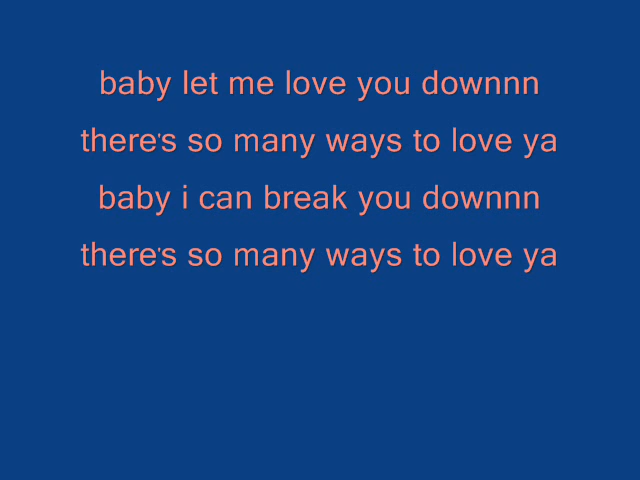 baby let me love you downnn
there's so many ways to love ya
baby i can break you downnn
there's so many ways to love ya